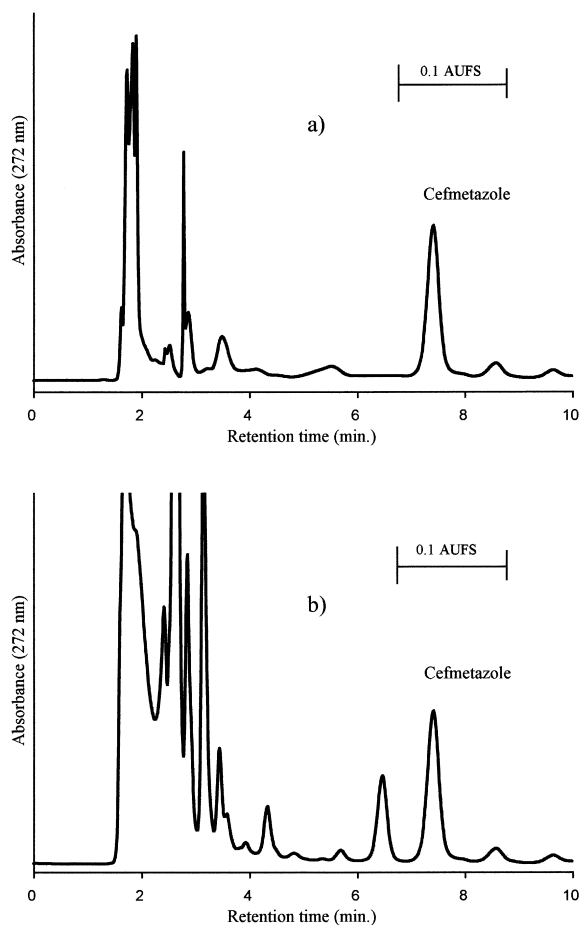 0.1 AUFS
a)
Cefmetazole
Absorbance (272 nm)
0 2 4 6 8 10
Retention time (min.)
0.1 AUFS
b)
Cefmetazole
Absorbance (272 nm)
0 2 4 6 8 10
Retention time (min.)